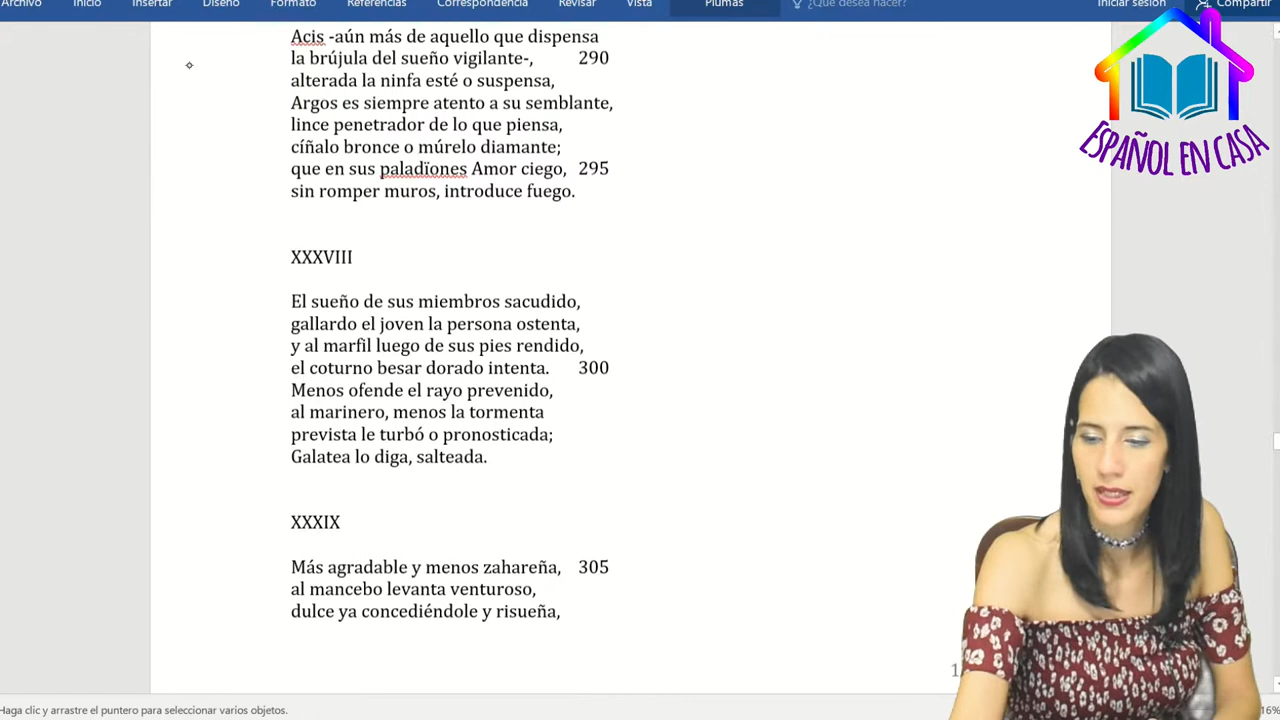 Archivo Inicio Insertar Diseño Formato Referencias Correspondencia Revisar Vista Plumas ¿Qué desea hacer? Iniciar sesión Compartir
Acis -aún más de aquello que dispensa
la brújula del sueño vigilante-, 290
alterada la ninfa esté o suspensa,
Argos es siempre atento a su semblante,
lince penetrador de lo que piensa,
cíñalo bronce o múrelo diamante;
que en sus paladïones Amor ciego, 295
sin romper muros, introduce fuego.
XXXVIII
El sueño de sus miembros sacudido,
gallardo el joven la persona ostenta,
y al marfil luego de sus pies rendido,
el coturno besar dorado intenta. 300
Menos ofende el rayo prevenido,
al marinero, menos la tormenta
prevista le turbó o pronosticada;
Galatea lo diga, salteada.
XXXIX
Más agradable y menos zahareña, 305
al mancebo levanta venturoso,
dulce ya concediéndole y risueña,
Haga clic y arrastre el puntero para seleccionar varios objetos.
ESPAÑOL EN CASA